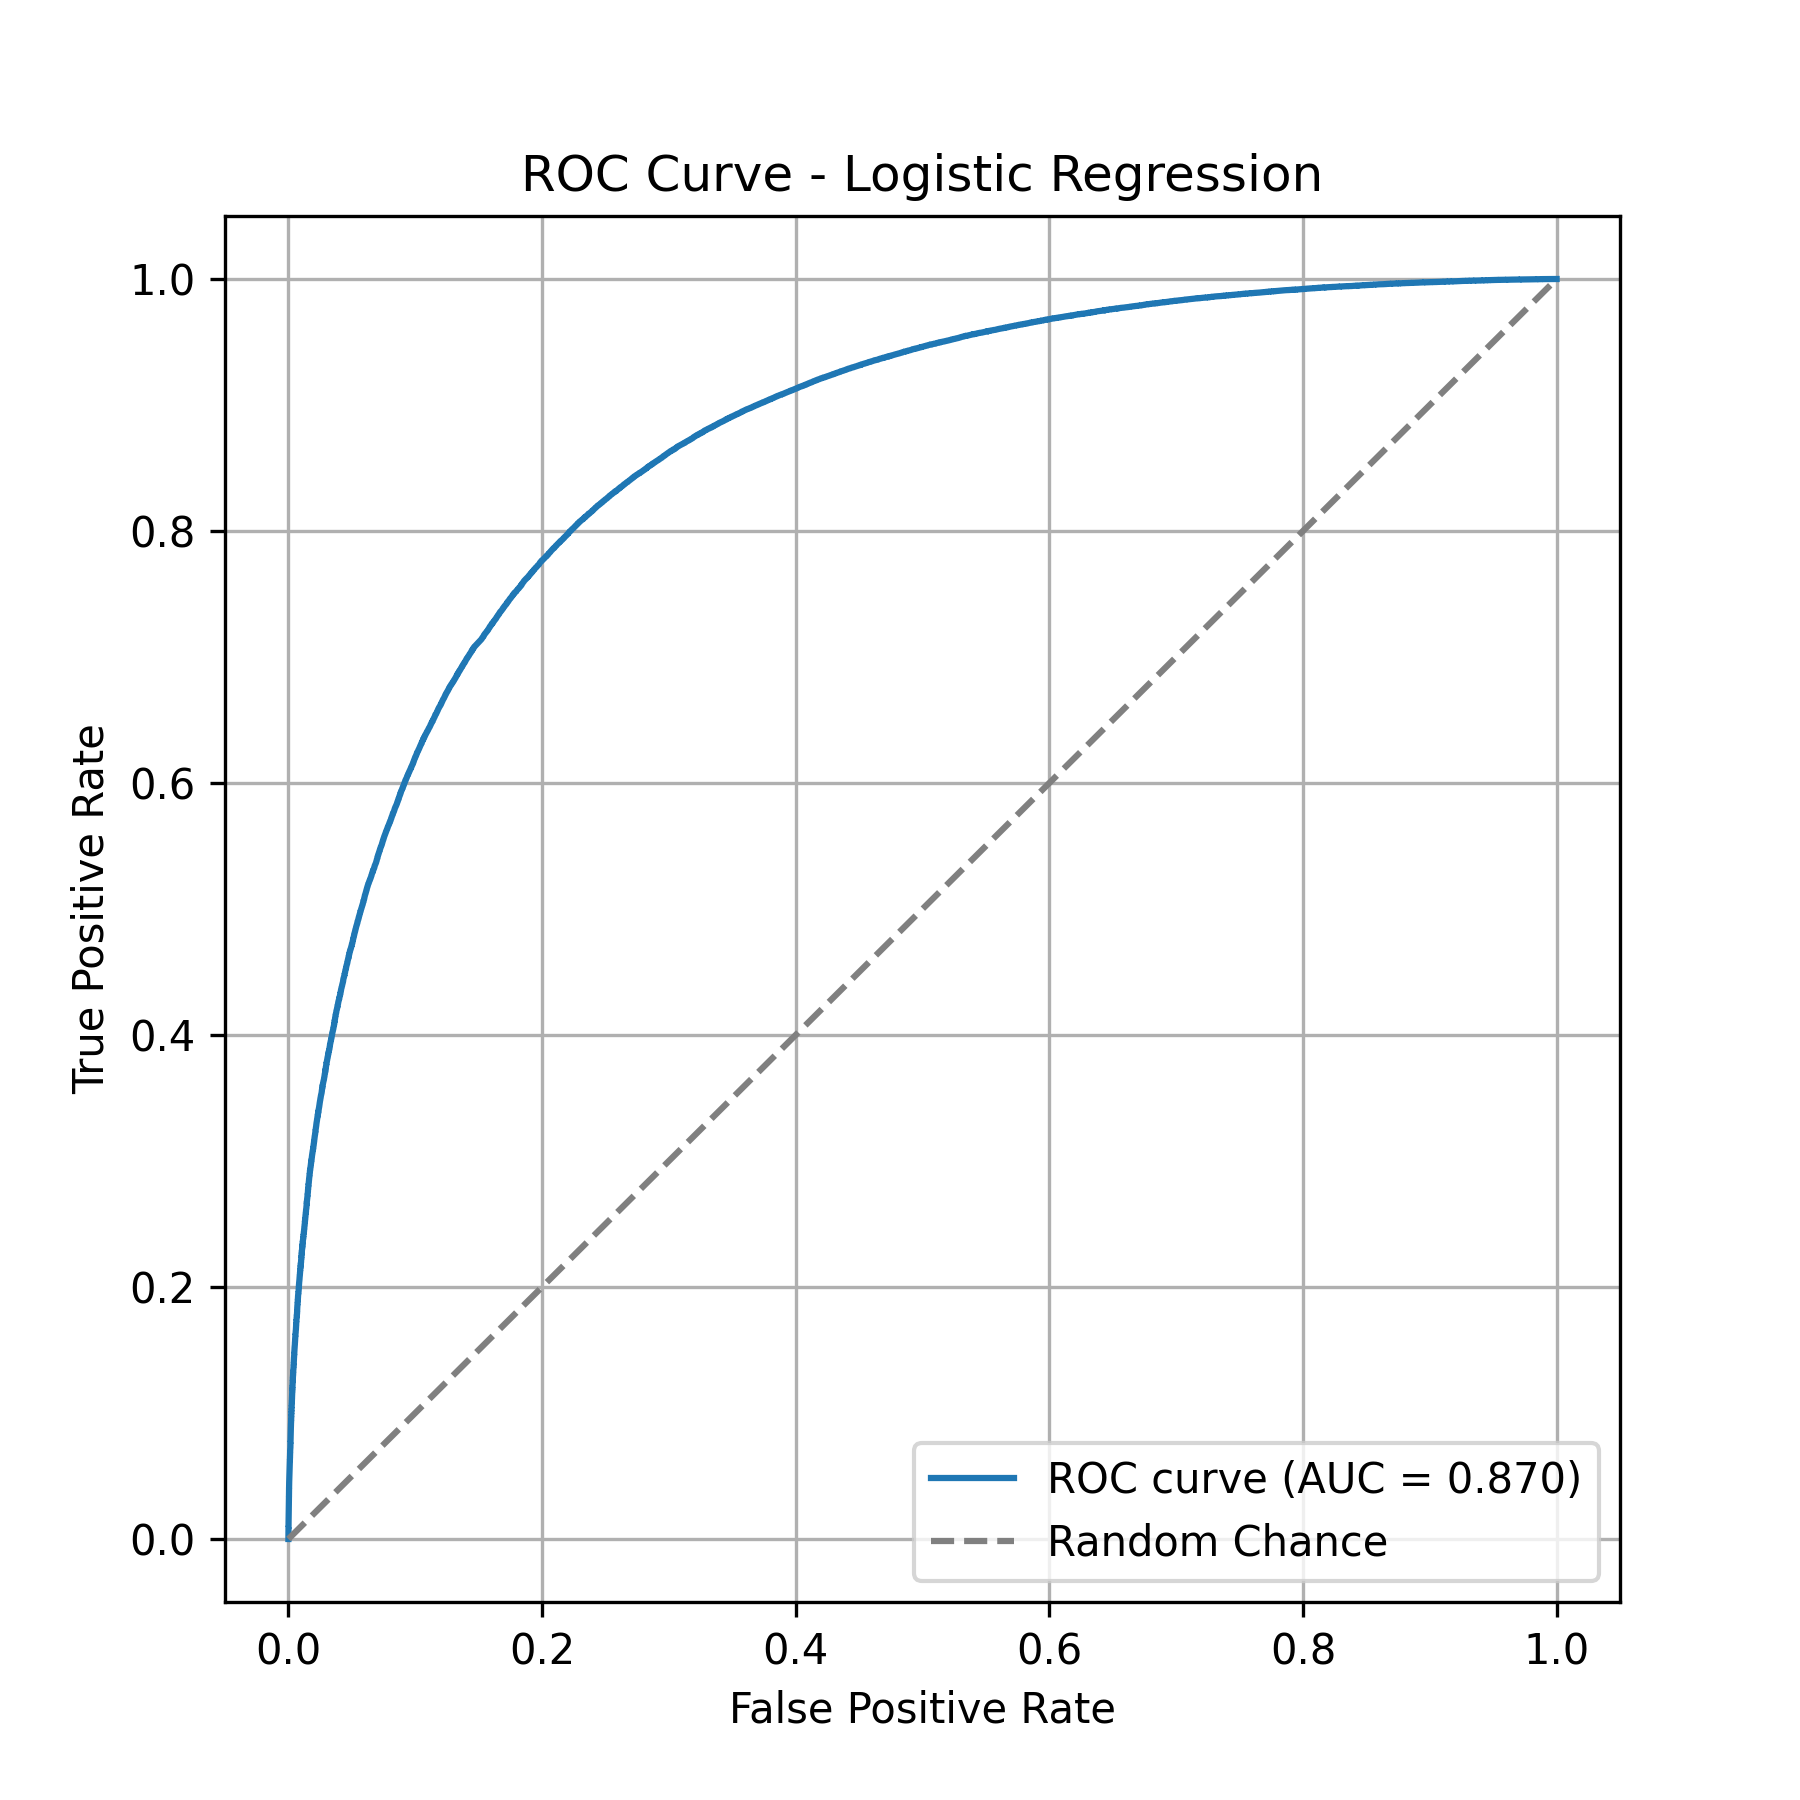 ROC Curve - Logistic Regression
True Positive Rate
1.0
0.8
0.6
0.4
0.2
0.0
ROC curve (AUC = 0.870)
Random Chance
0.0 0.2 0.4 0.6 0.8 1.0
False Positive Rate